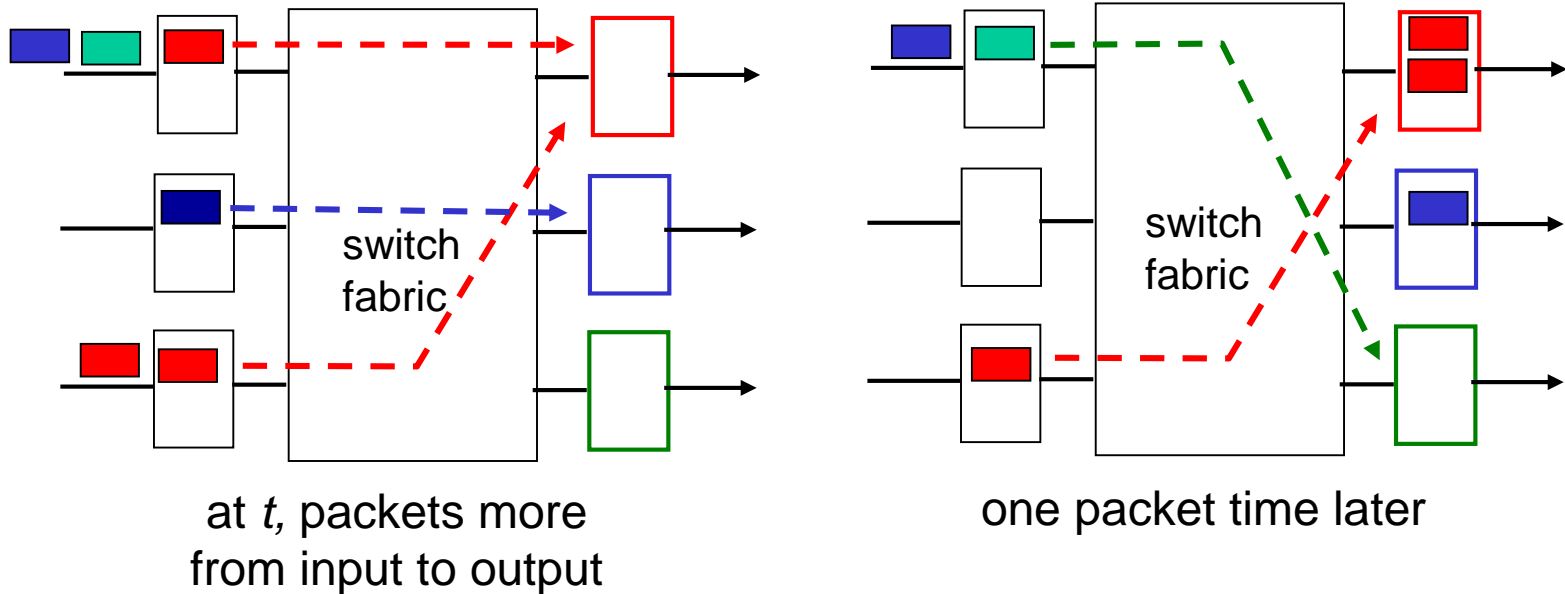 switch
fabric
at t, packets more
from input to output
switch
fabric
one packet time later